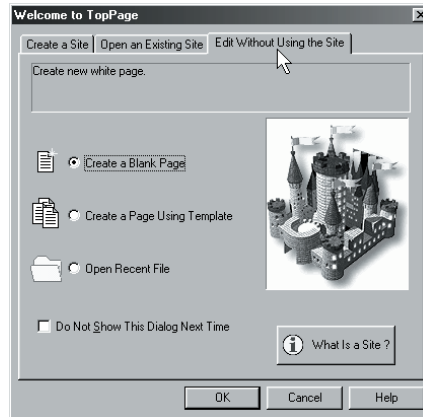 Welcome to TopPage
Create a Site Open an Existing Site Edit Without Using the Site
Create new white page.
Create a Blank Page
Create a Page Using Template
Open Recent File
Do Not Show This Dialog Next Time
What Is a Site ?
OK Cancel Help